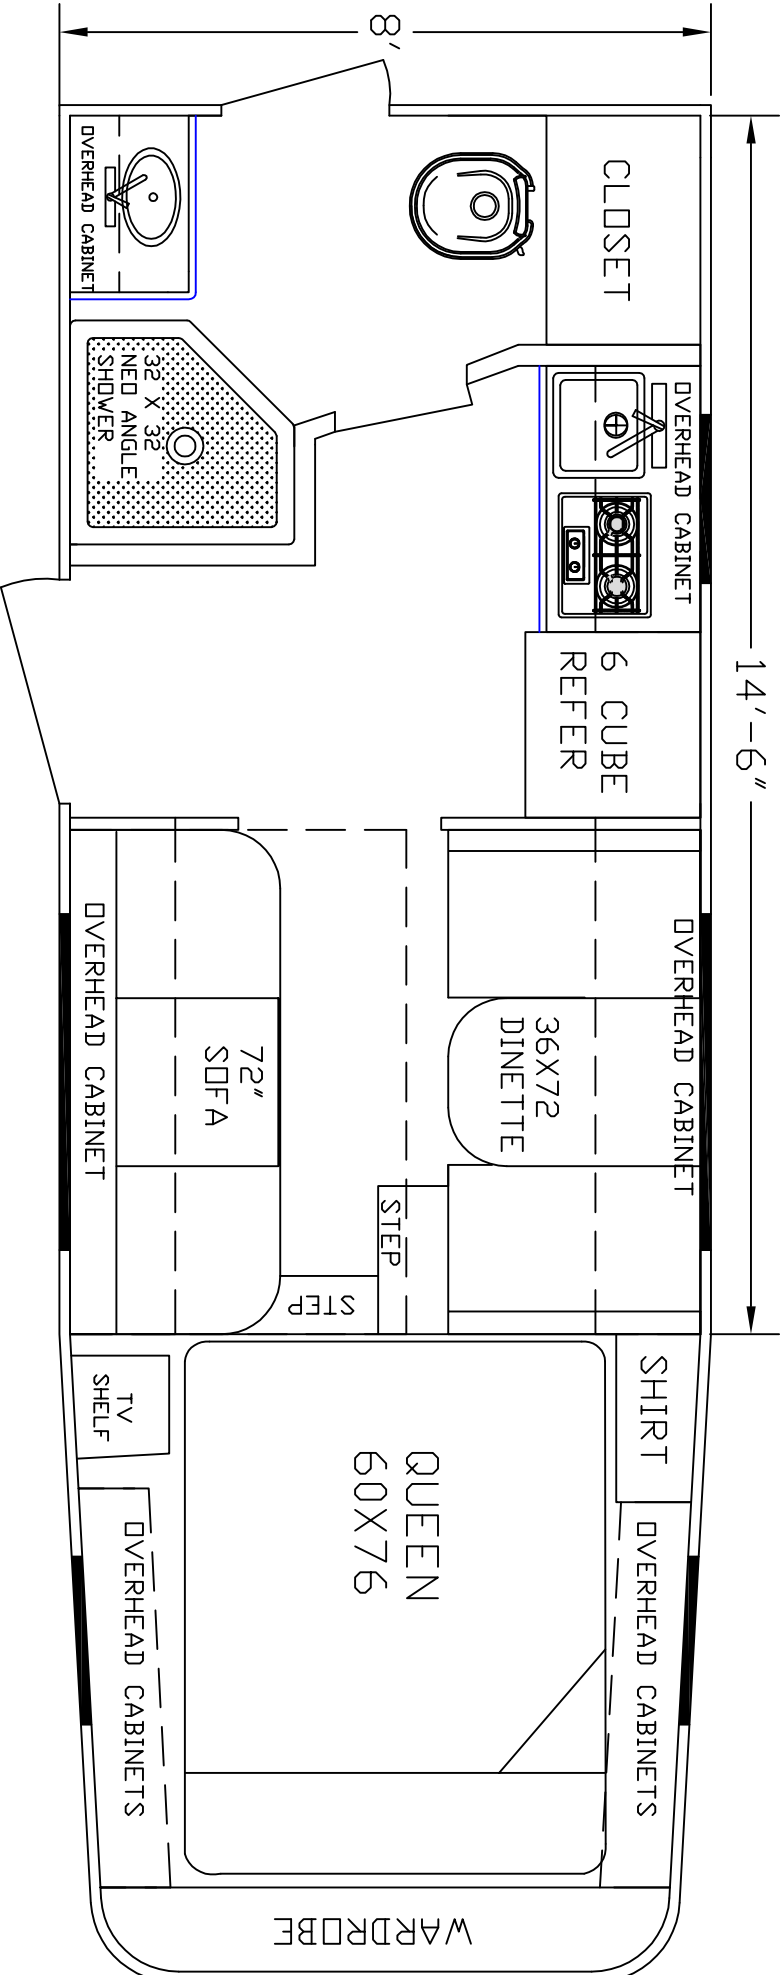 8'
OVERHEAD CABINET
CLOSET
32 X 32
NEO ANGLE
SHOWER
OVERHEAD CABINET
6 CUBE
REFER
14'-6"
OVERHEAD CABINET
72"
SOFA
36X72
DINETTE
OVERHEAD CABINET
STEP
STEP
TV
SHELF
SHIRT
QUEEN
60X76
OVERHEAD CABINETS
OVERHEAD CABINETS
WARDROBE